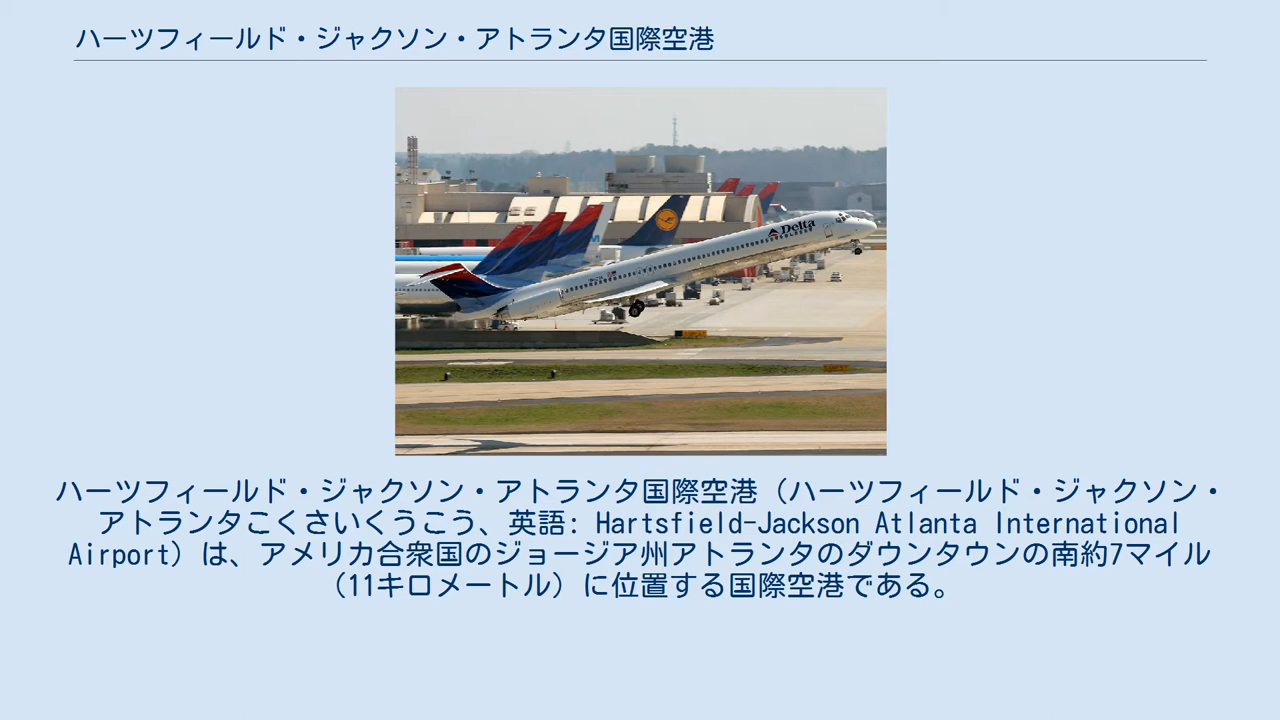 ハーツフィールド・ジャクソン・アトランタ国際空港
Delta
ハーツフィールド・ジャクソン・アトランタ国際空港（ハーツフィールド・ジャクソン・
アトランタこくさいくうこう、英語: Hartsfield-Jackson Atlanta International
Airport）は、アメリカ合衆国のジョージア州アトランタのダウンタウンの南約7マイル
（11キロメートル）に位置する国際空港である。